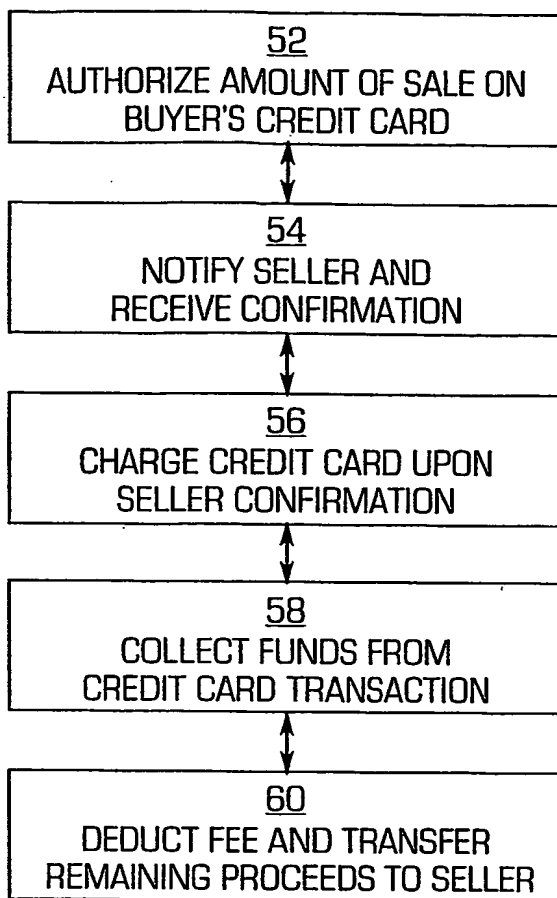 52
AUTHORIZE AMOUNT OF SALE ON
BUYER'S CREDIT CARD
54
NOTIFY SELLER AND
RECEIVE CONFIRMATION
56
CHARGE CREDIT CARD UPON
SELLER CONFIRMATION
58
COLLECT FUNDS FROM
CREDIT CARD TRANSACTION
60
DEDUCT FEE AND TRANSFER
REMAINING PROCEEDS TO SELLER